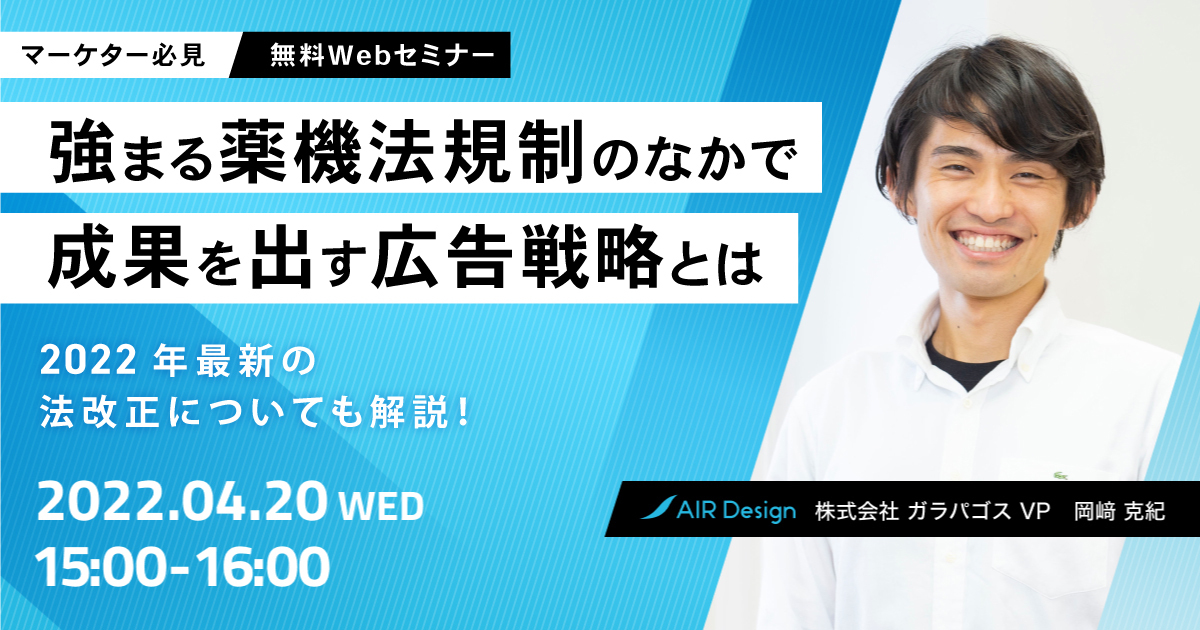 マーケター必見 無料Webセミナー
強まる薬機法規制のなかで
成果を出す広告戦略とは
2022 年最新の
法改正についても解説！
2022.04.20 WED
15:00-16:00
AIR Design 株式会社 ガラパゴス VP 岡﨑 克紀